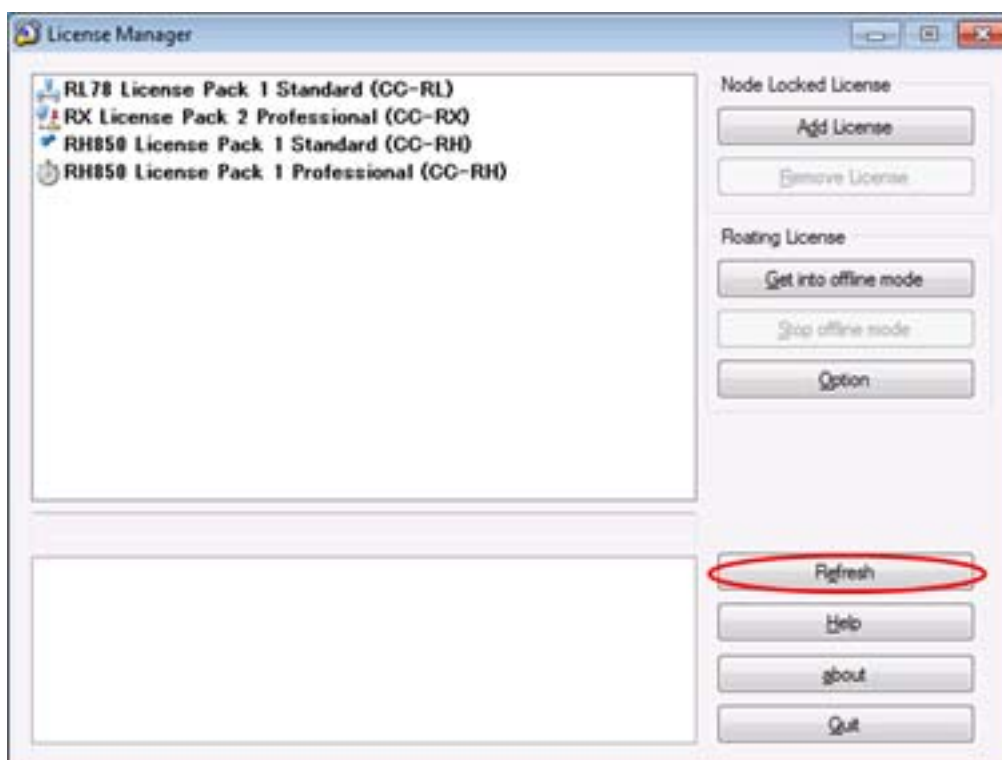 License Manager
RL78 License Pack 1 Standard (CC-RL)
RX License Pack 2 Professional (CC-RX)
RH850 License Pack 1 Standard (CC-RH)
RH850 License Pack 1 Professional (CC-RH)
Node Locked License
Add License
Remove License
Floating License
Get into offline mode
Stop offline mode
Option
Refresh
Help
about
Quit